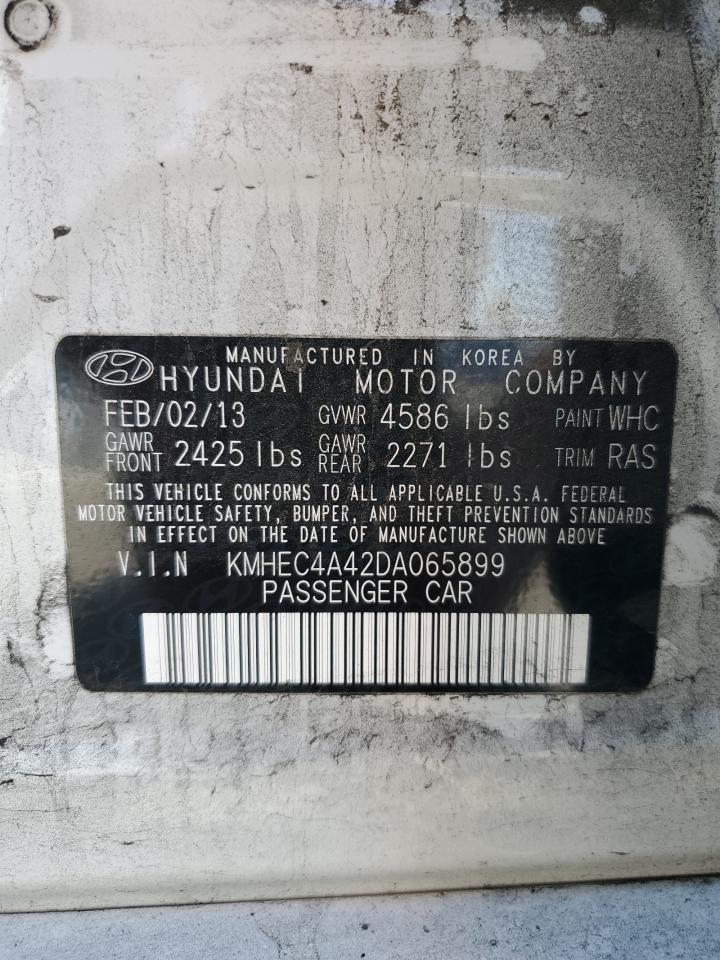 MANUFACTURED IN KOREA BY
HYUNDAI MOTOR COMPANY
FEB/02/13 GVWR 4586 lbs PAINT WHC
GAWR FRONT 2425 lbs GAWR REAR 2271 lbs TRIM RAS
THIS VEHICLE CONFORMS TO ALL APPLICABLE U.S.A. FEDERAL
MOTOR VEHICLE SAFETY, BUMPER, AND THEFT PREVENTION STANDARDS
IN EFFECT ON THE DATE OF MANUFACTURE SHOWN ABOVE
V.I.N KMHEC4A42DA065899
PASSENGER CAR